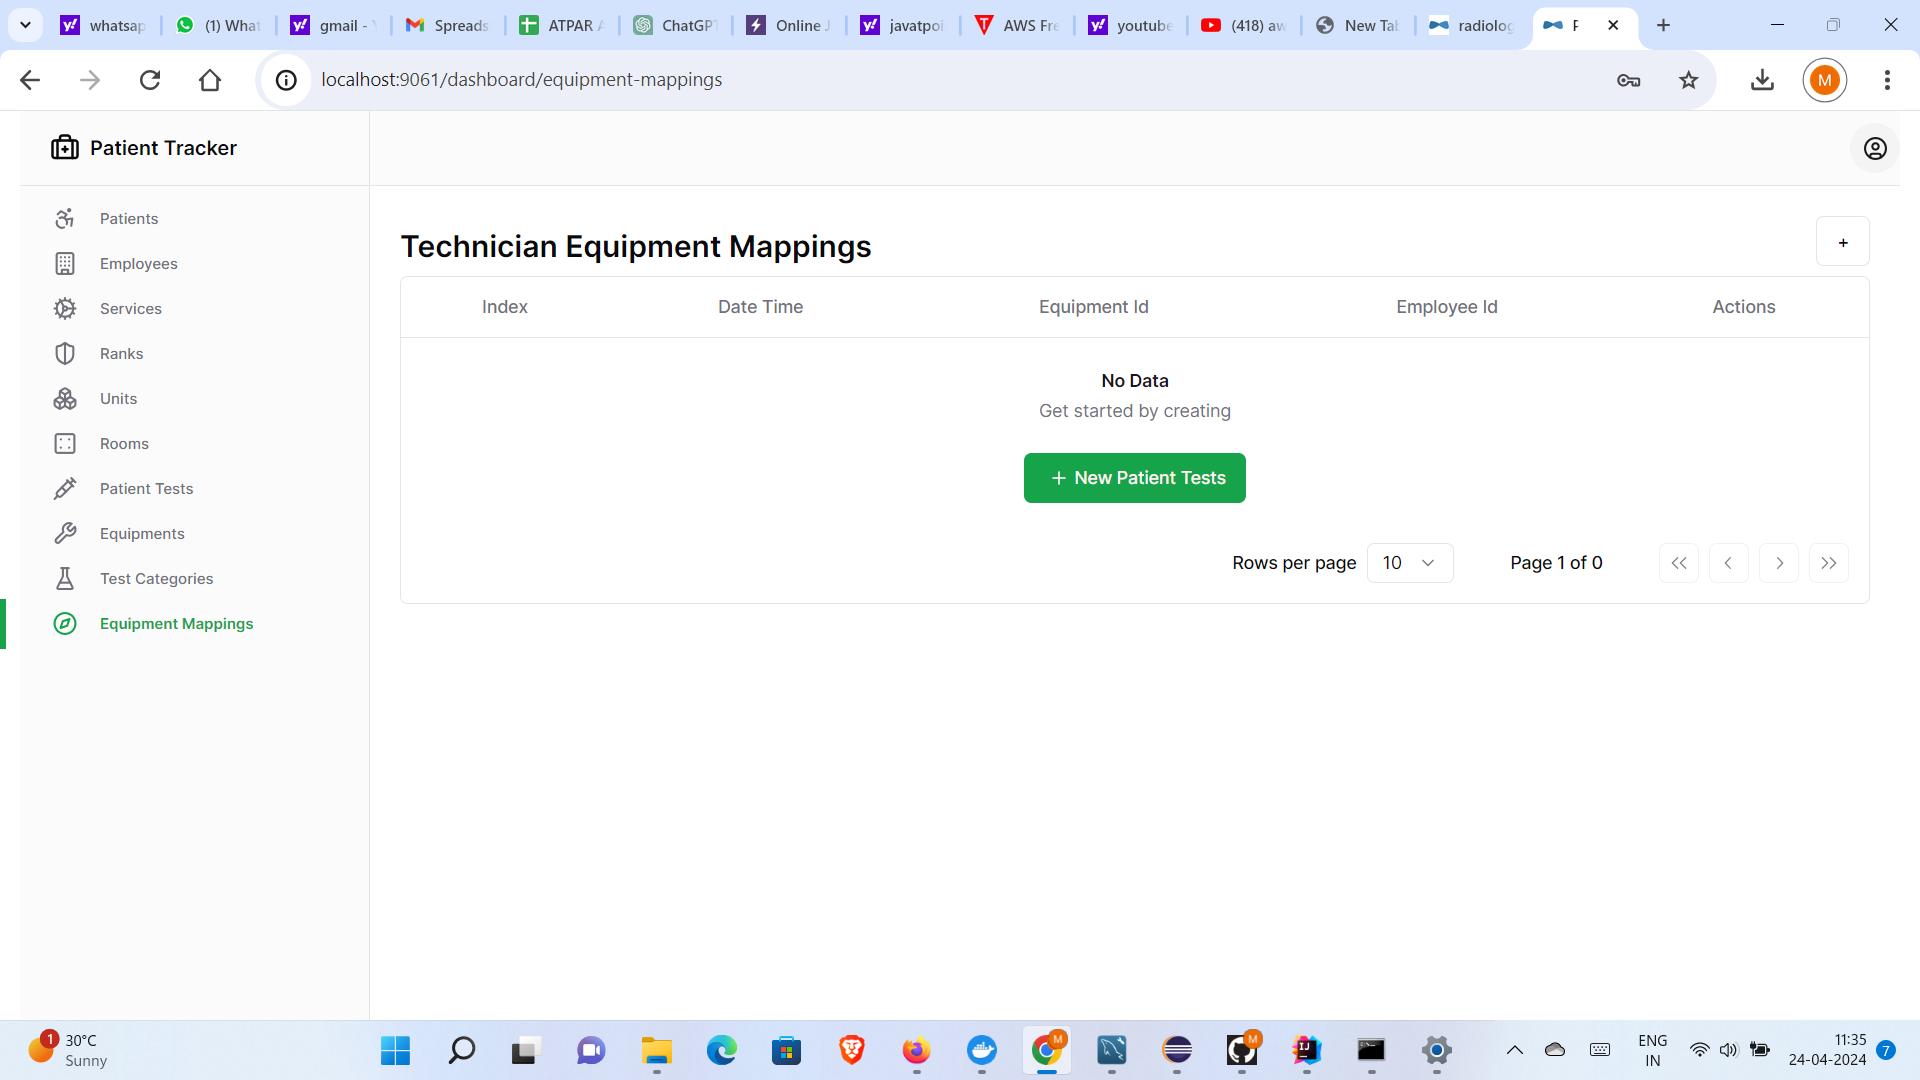 whatsap
(1) What
gmail - Y
Spreads
ATPAR A
ChatGPT
Online J
javatpoi
AWS Fre
youtube
(418) aw
New Tab
radiolog
localhost:9061/dashboard/equipment-mappings
M
Patient Tracker
Patients
Employees
Services
Ranks
Units
Rooms
Patient Tests
Equipments
Test Categories
Equipment Mappings
Technician Equipment Mappings
+
Index Date Time Equipment Id Employee Id Actions
No Data
Get started by creating
+ New Patient Tests
Rows per page 10 Page 1 of 0
1
30°C
Sunny
M
M
ENG
IN
11:35
24-04-2024
7